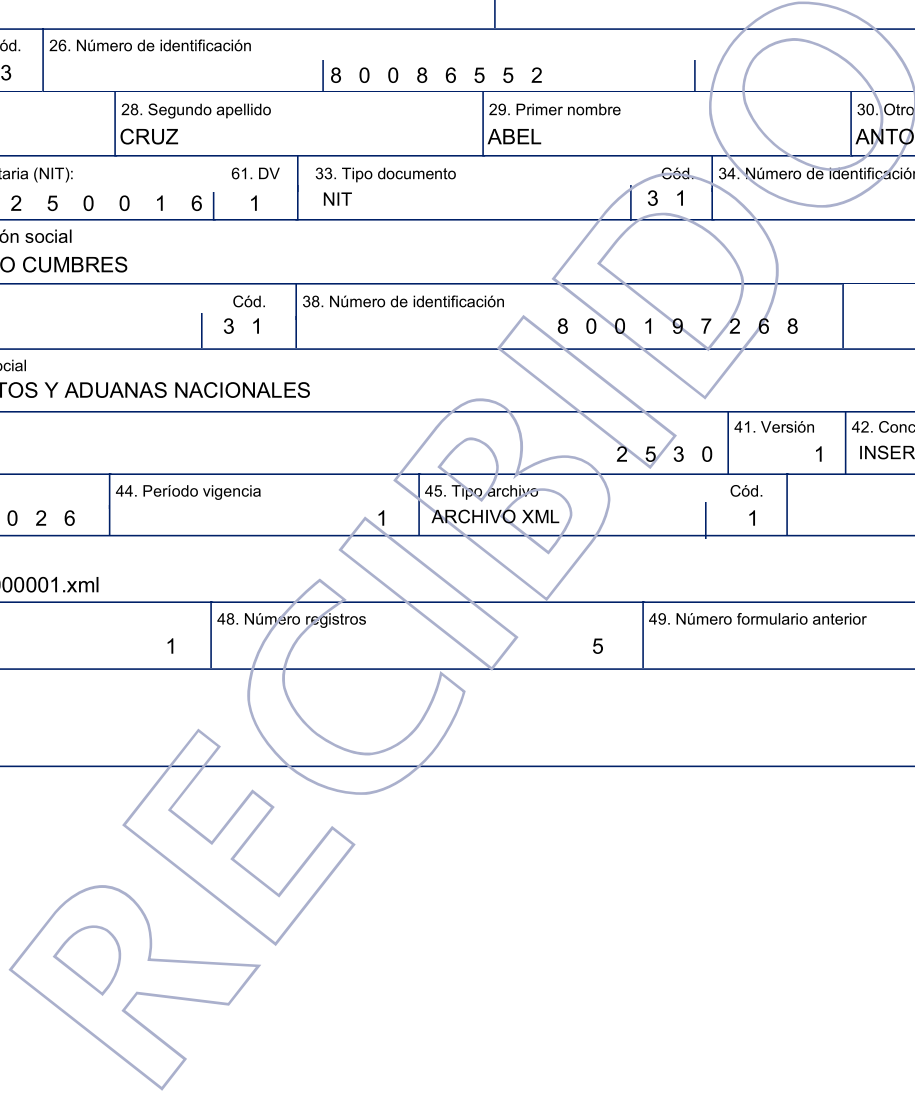 ód. 26. Número de identificación
3 8 0 0 8 6 5 5 2
28. Segundo apellido 29. Primer nombre 30. Otro
CRUZ ABEL ANTO
taria (NIT): 61. DV 33. Tipo documento Cód. 34. Número de identificación
2 5 0 0 1 6 1 NIT 3 1
ón social
O CUMBRES
Cód. 38. Número de identificación
3 1 8 0 0 1 9 7 2 6 8
ocial
TOS Y ADUANAS NACIONALES
41. Versión 42. Conc
2 5 3 0 1 INSER
44. Período vigencia 45. Tipo archivo Cód.
0 2 6 1 ARCHIVO XML 1
000001.xml
48. Número registros 49. Número formulario anterior
1 5
RECIBIDO